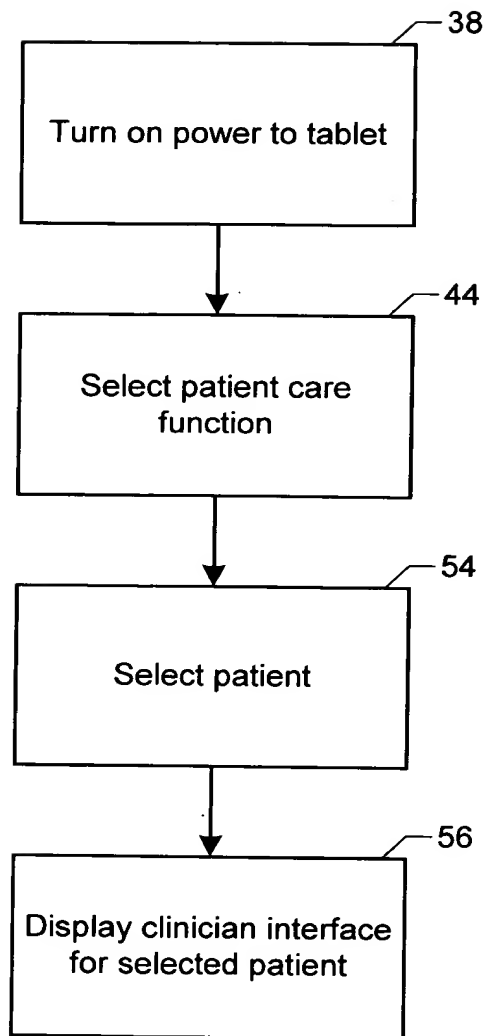 38
Turn on power to tablet
44
Select patient care
function
54
Select patient
56
Display clinician interface
for selected patient